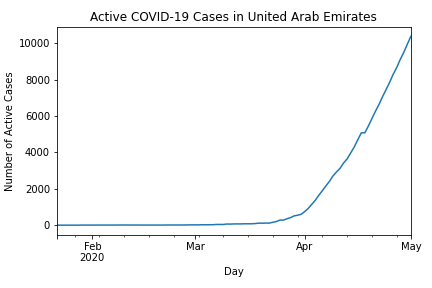 Active COVID-19 Cases in United Arab Emirates
10000
8000
6000
4000
2000
0
Number of Active Cases
Feb
2020
Mar
Apr
May
Day